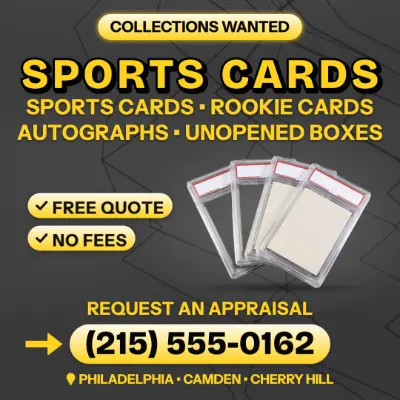 COLLECTIONS WANTED
SPORTS CARDS
SPORTS CARDS ▪ ROOKIE CARDS
AUTOGRAPHS ▪ UNOPENED BOXES
✓ FREE QUOTE
✓ NO FEES
REQUEST AN APPRAISAL
(215) 555-0162
PHILADELPHIA ▪ CAMDEN ▪ CHERRY HILL